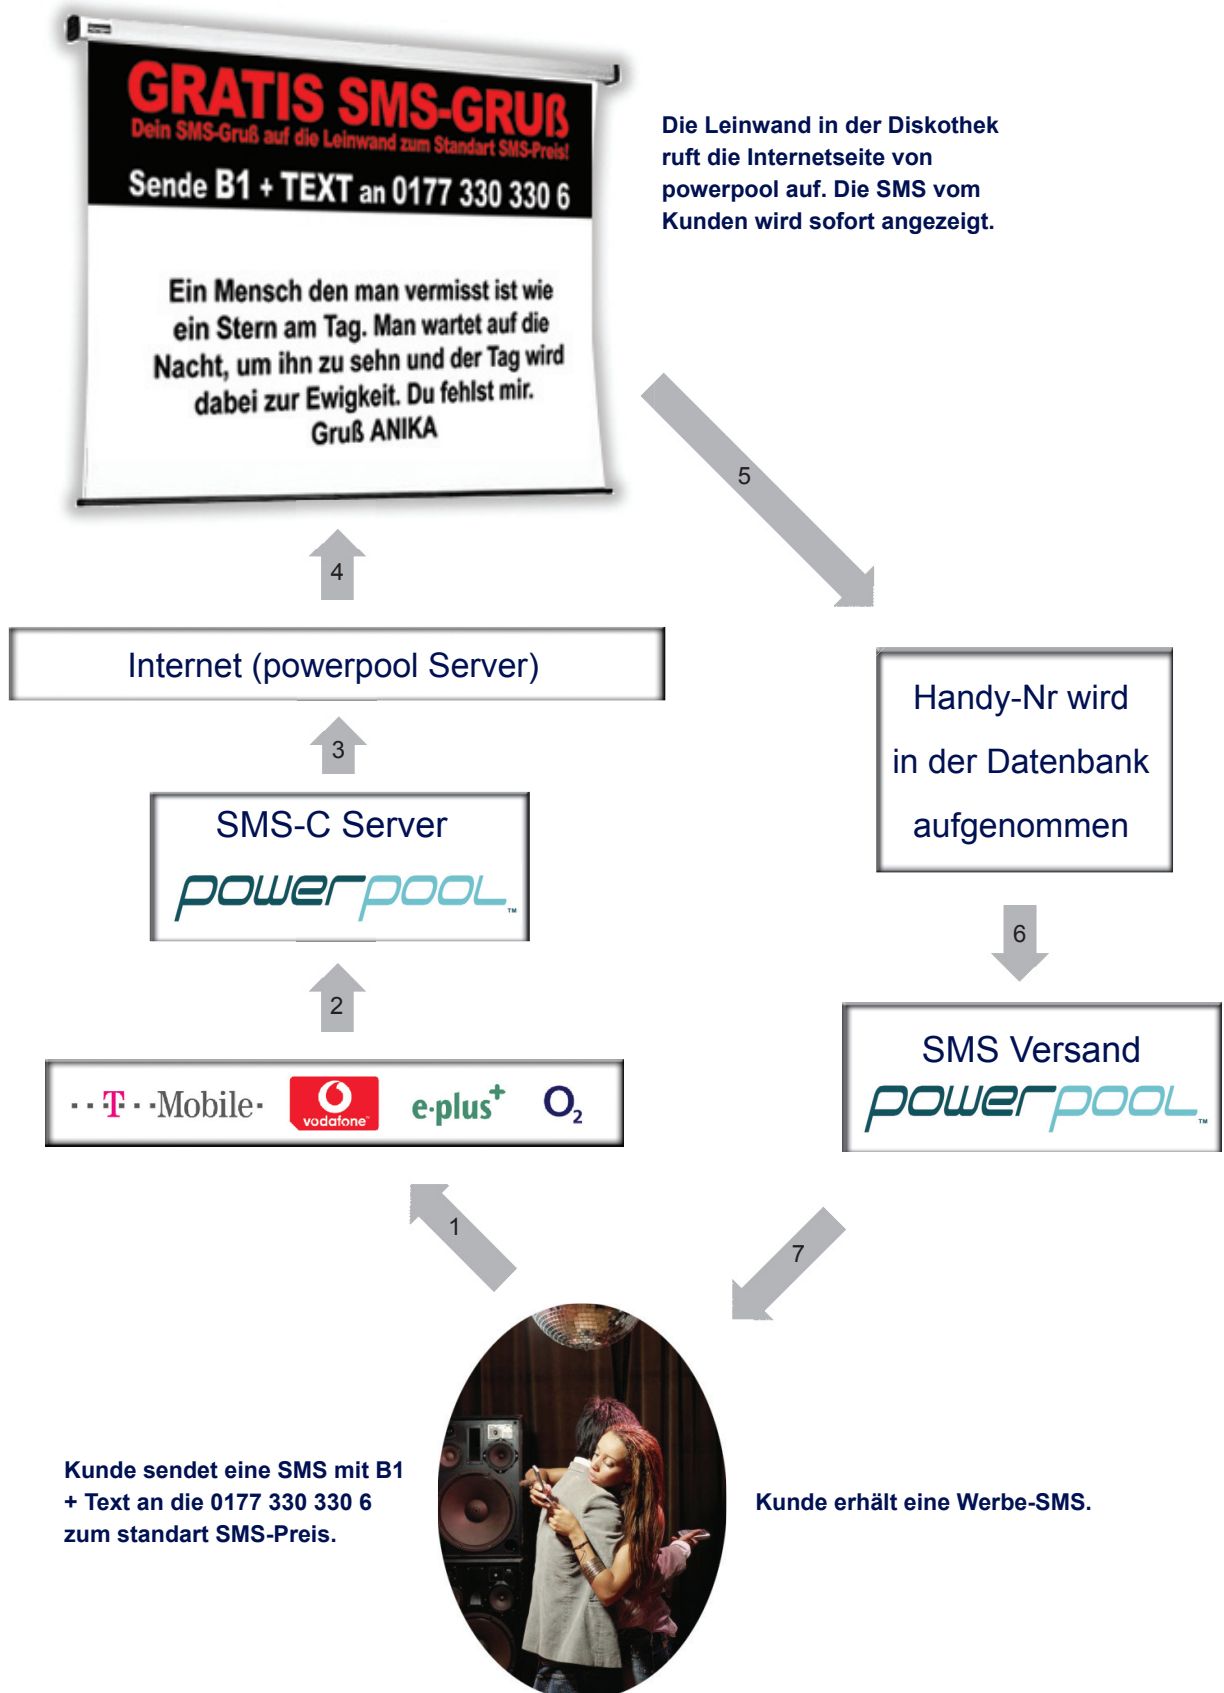 GRATIS SMS-GRUß
Dein SMS-Gruß auf die Leinwand zum Standart SMS-Preis!
Sende B1 + TEXT an 0177 330 330 6
Ein Mensch den man vermisst ist wie
ein Stern am Tag. Man wartet auf die
Nacht, um ihn zu sehn und der Tag wird
dabei zur Ewigkeit. Du fehlst mir.
Gruß ANIKA
Die Leinwand in der Diskothek
ruft die Internetseite von
powerpool auf. Die SMS vom
Kunden wird sofort angezeigt.
5
4
Internet (powerpool Server)
Handy-Nr wird
in der Datenbank
aufgenommen
3
SMS-C Server
powerpool™
6
2
SMS Versand
powerpool™
··T··Mobile·
vodofone™
e·plus+
O2
1
7
Kunde sendet eine SMS mit B1
+ Text an die 0177 330 330 6
zum standart SMS-Preis.
Kunde erhält eine Werbe-SMS.